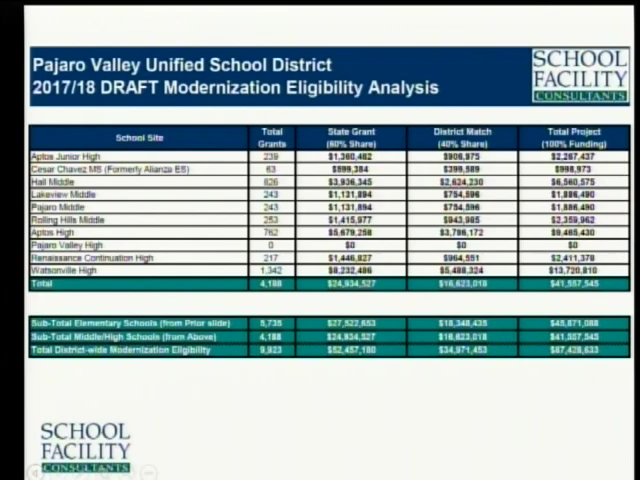 Pajaro Valley Unified School District
2017/18 DRAFT Modernization Eligibility Analysis
SCHOOL
FACILITY
CONSULTANTS
School Site Total Grants State Grant (60% Share) District Match (40% Share) Total Project (100% Funding)
Aptos Junior High 239 $1,360,462 $906,975 $2,267,437
Cesar Chavez MS (Formerly Alianza ES) 63 $599,384 $399,589 $998,973
Hall Middle 826 $3,936,345 $2,624,230 $6,560,575
Lakeview Middle 243 $1,131,894 $754,596 $1,886,490
Pajaro Middle 243 $1,131,894 $754,596 $1,886,490
Rolling Hills Middle 253 $1,415,977 $943,985 $2,359,962
Aptos High 762 $5,679,258 $3,786,172 $9,465,430
Pajaro Valley High 0 $0 $0 $0
Renaissance Continuation High 217 $1,446,827 $964,551 $2,411,378
Watsonville High 1,342 $8,232,486 $5,488,324 $13,720,810
Total 4,188 $24,934,527 $16,623,018 $41,557,545
Sub-Total Elementary Schools (from Prior slide) 5,735 $27,522,653 $18,348,435 $45,871,088
Sub-Total Middle/High Schools (from Above) 4,188 $24,934,527 $16,623,018 $41,557,545
Total District-wide Modernization Eligibility 9,923 $52,457,180 $34,971,453 $87,428,633
SCHOOL
FACILITY
CONSULTANTS